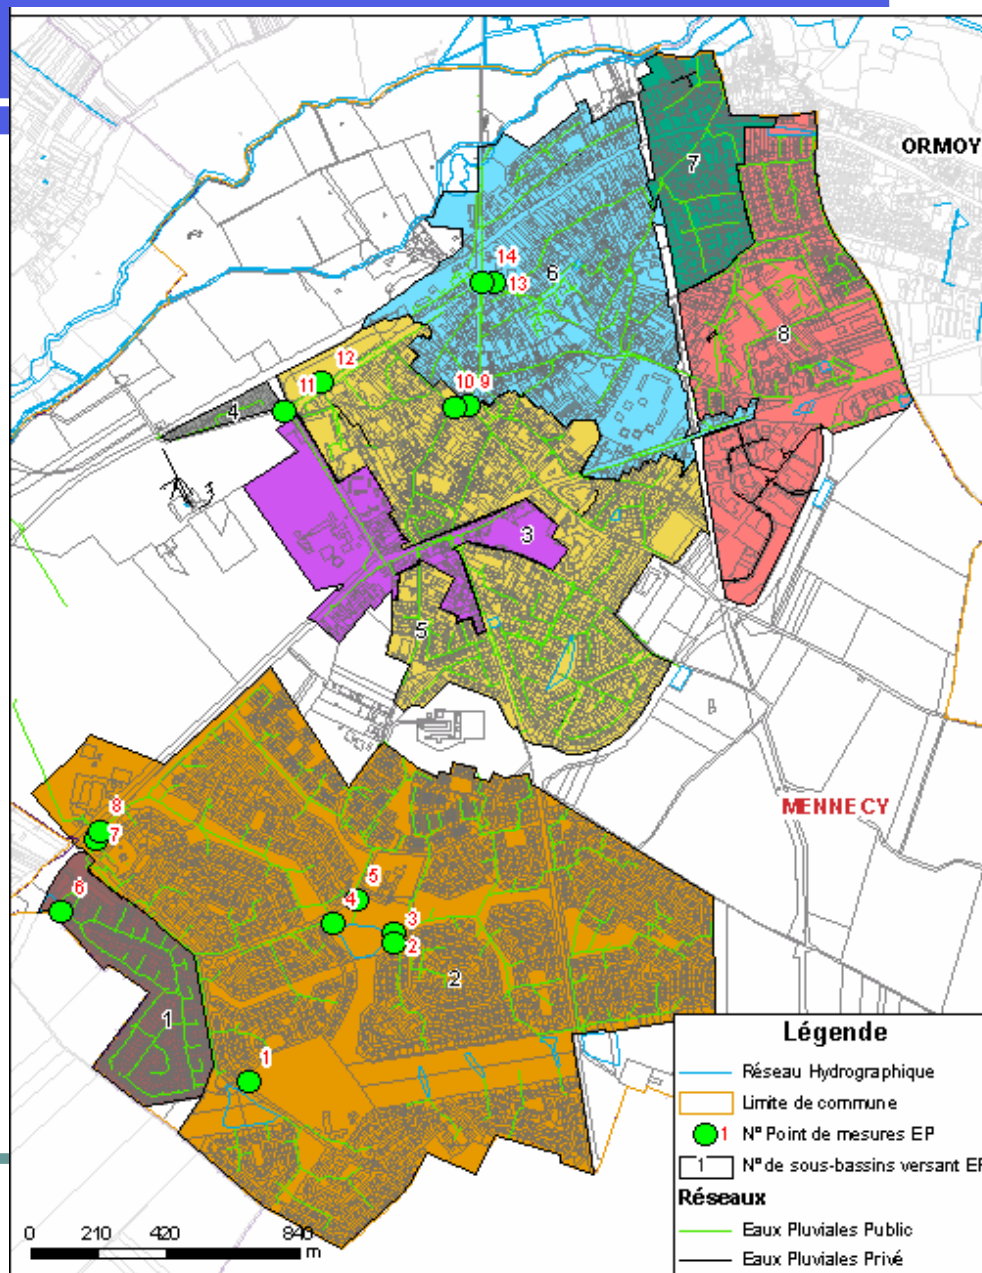 ORMOY
7
14
6
13
8
12
11
10 9
4
3
5
MENNECY
8
7
6
5
4
3
2
2
1
1
Légende
Réseau Hydrographique
Limite de commune
1 N° Point de mesures EP
1 N° de sous-bassins versant EP
Réseaux
Eaux Pluviales Public
Eaux Pluviales Privé
0 210 420 840
m